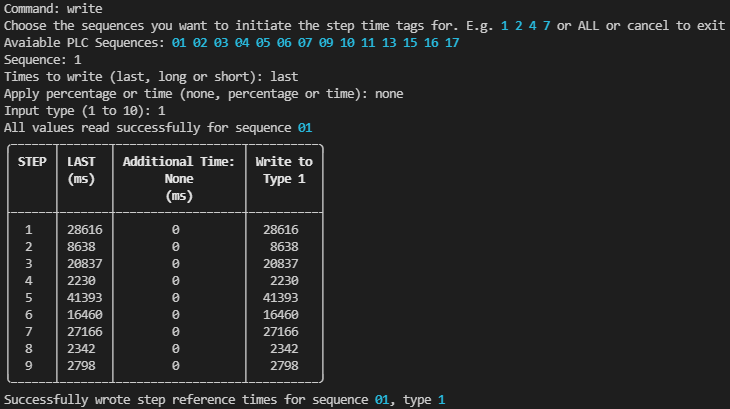 Command: write
Choose the sequences you want to initiate the step time tags for. E.g. 1 2 4 7 or ALL or cancel to exit
Avaiable PLC Sequences: 01 02 03 04 05 06 07 09 10 11 13 15 16 17
Sequence: 1
Times to write (last, long or short): last
Apply percentage or time (none, percentage or time): none
Input type (1 to 10): 1
All values read successfully for sequence 01
STEP LAST Additional Time: Write to
(ms) None Type 1
(ms)
1 28616 0 28616
2 8638 0 8638
3 20837 0 20837
4 2230 0 2230
5 41393 0 41393
6 16460 0 16460
7 27166 0 27166
8 2342 0 2342
9 2798 0 2798
Successfully wrote step reference times for sequence 01, type 1